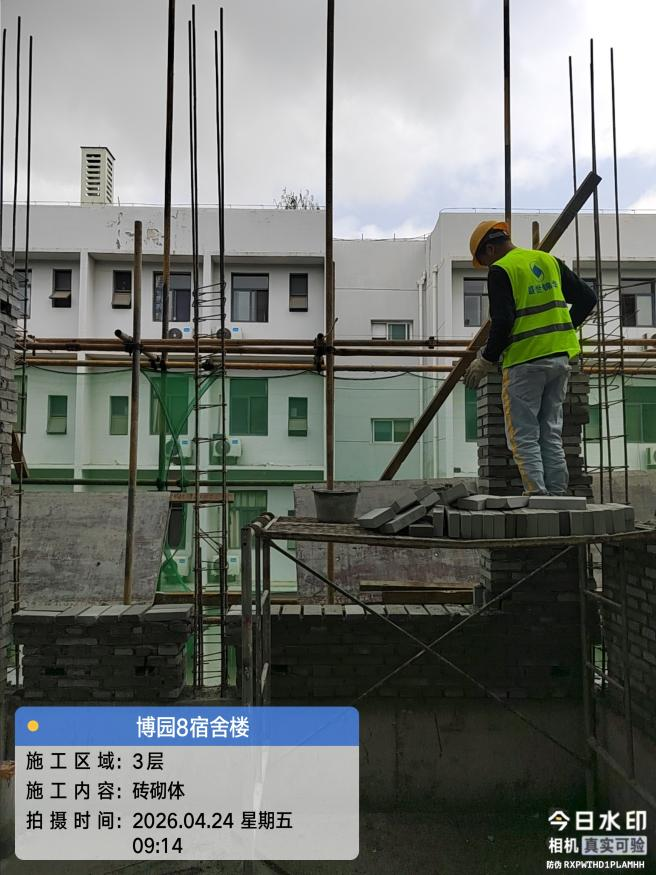 博园8宿舍楼
施工区域: 3层
施工内容: 砖砌体
拍摄时间: 2026.04.24 星期五
09:14
今日水印
相机 真实可验
防伪 RXPWTHD1PLAMHH